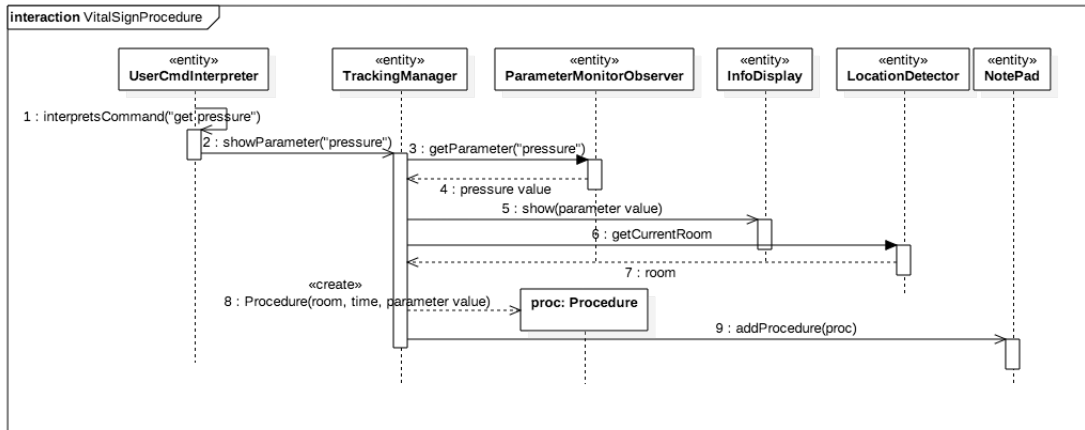 interaction VitalSignProcedure
«entity»
UserCmdInterpreter
«entity»
TrackingManager
«entity»
ParameterMonitorObserver
«entity»
InfoDisplay
«entity»
LocationDetector
«entity»
NotePad
1 : interpretsCommand("get pressure")
2 : showParameter("pressure")
3 : getParameter("pressure")
4 : pressure value
5 : show(parameter value)
6 : getCurrentRoom
7 : room
«create»
8 : Procedure(room, time, parameter value)
proc: Procedure
9 : addProcedure(proc)